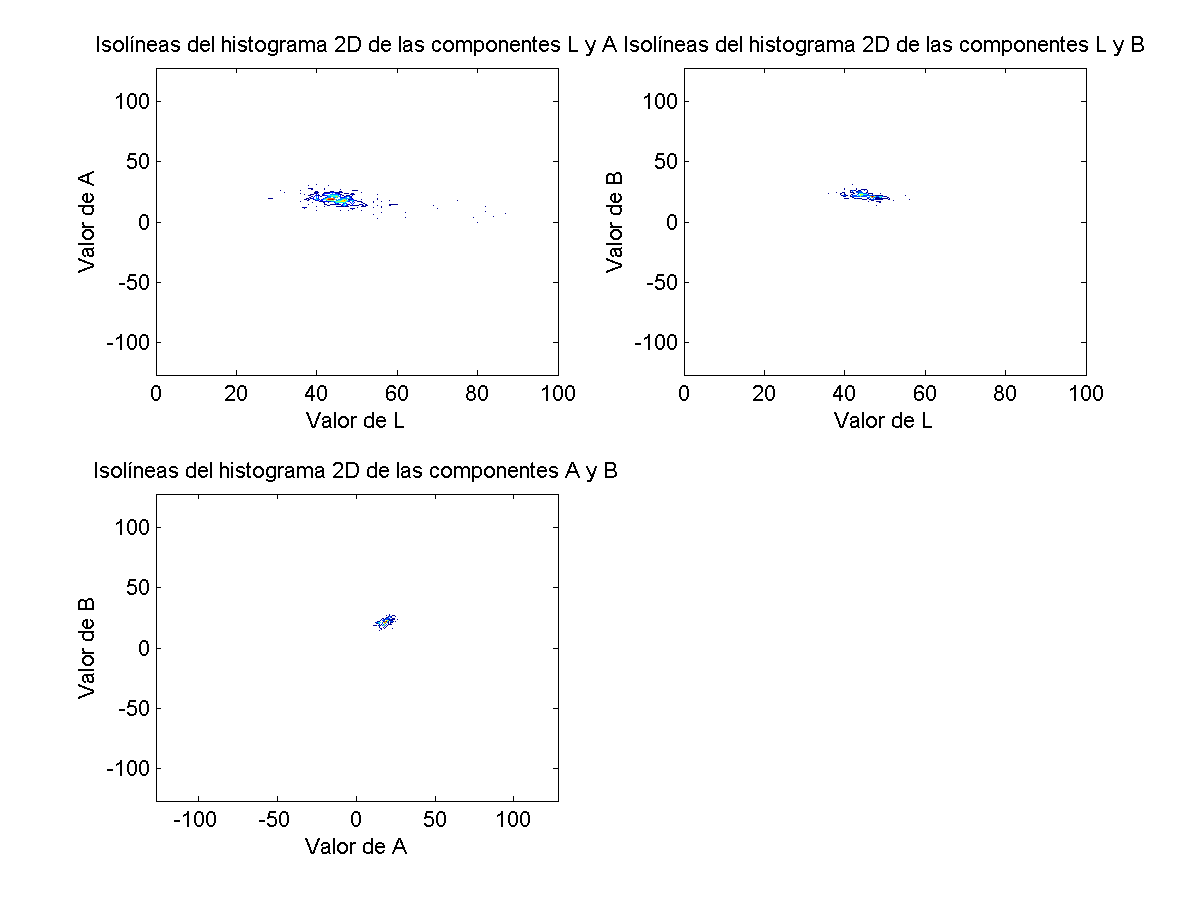 Isolíneas del histograma 2D de las componentes L y A
Valor de A
100
50
0
-50
-100
0 20 40 60 80 100
Valor de L
Isolíneas del histograma 2D de las componentes L y B
Valor de B
100
50
0
-50
-100
0 20 40 60 80 100
Valor de L
Isolíneas del histograma 2D de las componentes A y B
Valor de B
100
50
0
-50
-100
-100 -50 0 50 100
Valor de A